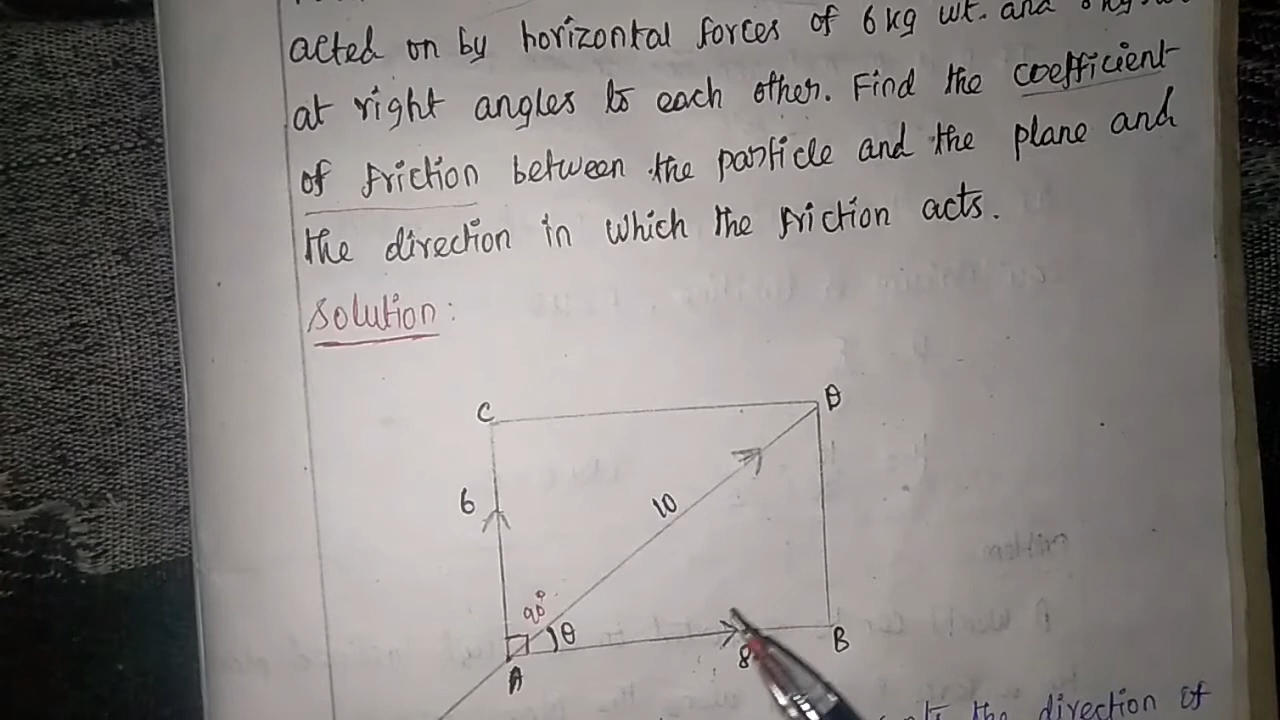 acted on by horizontal forces of 6 kg wt. and
at right angles to each other. Find the coefficient
of friction between the particle and the plane and
the direction in which the friction acts.
Solution:
C
D
6
10
90°
θ
8
A
B
the direction of